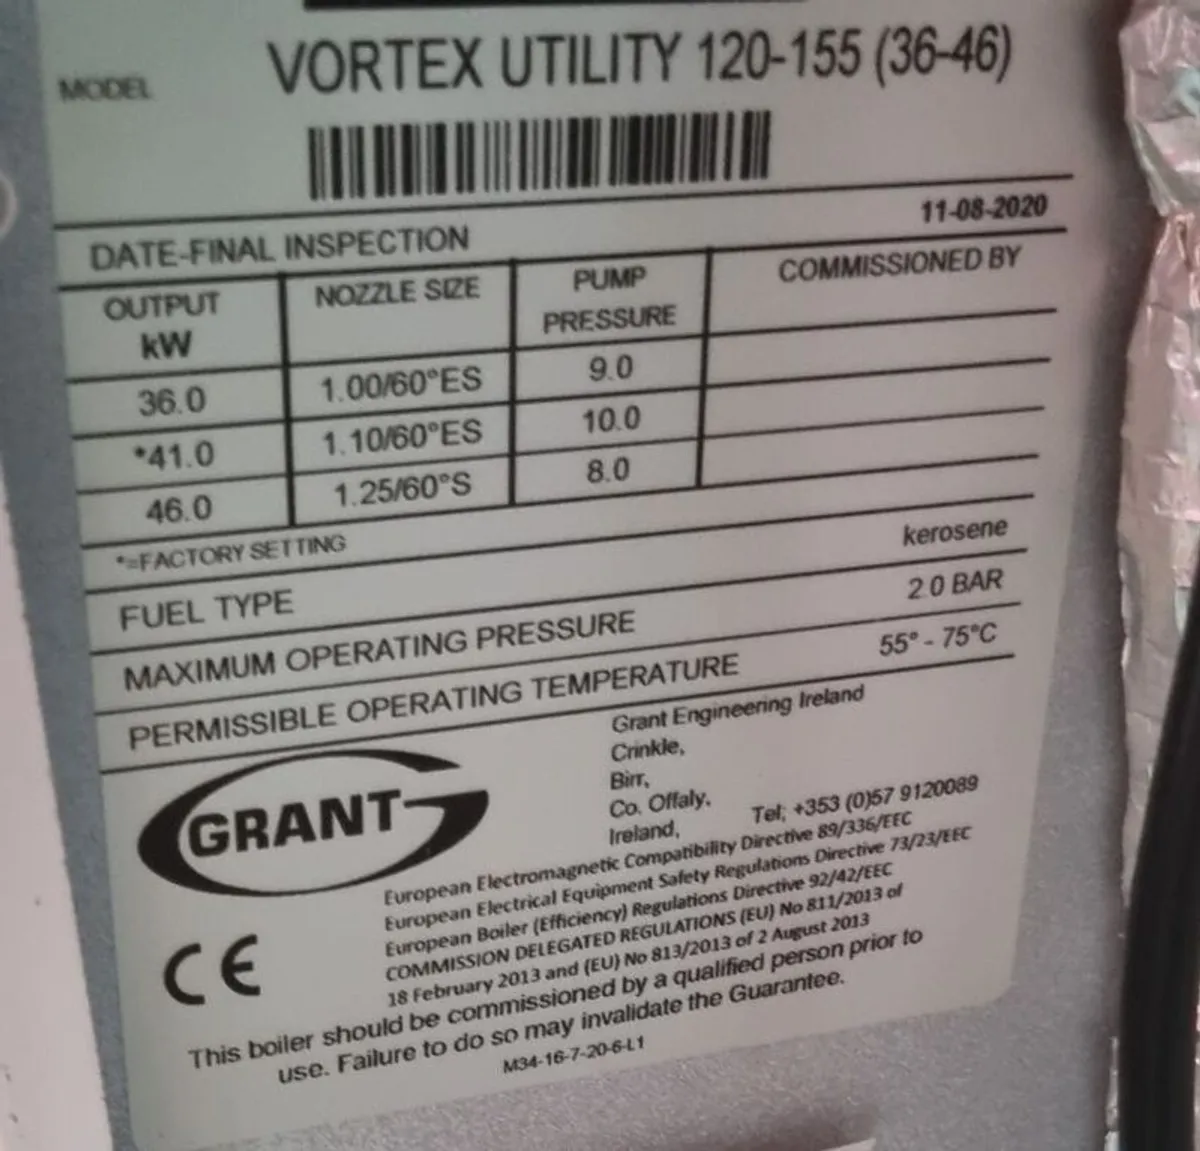 MODEL VORTEX UTILITY 120-155 (36-46)
DATE-FINAL INSPECTION 11-08-2020
OUTPUT kW NOZZLE SIZE PUMP PRESSURE COMMISSIONED BY
36.0 1.00/60°ES 9.0
*41.0 1.10/60°ES 10.0
46.0 1.25/60°S 8.0
*=FACTORY SETTING
FUEL TYPE kerosene
MAXIMUM OPERATING PRESSURE 2.0 BAR
PERMISSIBLE OPERATING TEMPERATURE 55° - 75°C
GRANT
Grant Engineering Ireland
Crinkle,
Birr,
Co. Offaly,
Ireland, Tel; +353 (0)57 9120089
European Electromagnetic Compatibility Directive 89/336/EEC
European Electrical Equipment Safety Regulations Directive 73/23/EEC
European Boiler (Efficiency) Regulations Directive 92/42/EEC
COMMISSION DELEGATED REGULATIONS (EU) No 811/2013 of
18 February 2013 and (EU) No 813/2013 of 2 August 2013
CE
This boiler should be commissioned by a qualified person prior to
use. Failure to do so may invalidate the Guarantee.
M34-16-7-20-6-L1